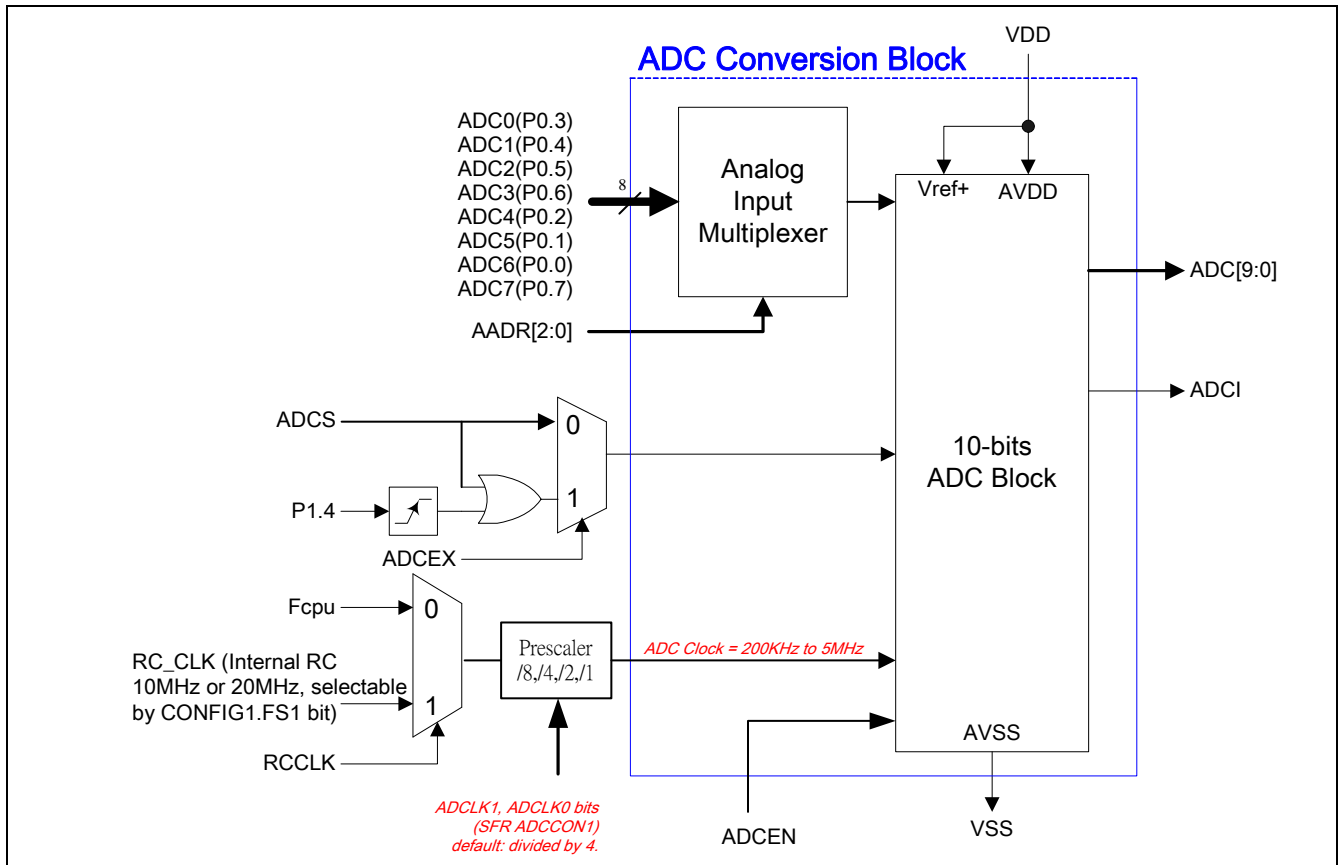 VDD
ADC Conversion Block
ADC0(P0.3)
ADC1(P0.4)
ADC2(P0.5)
ADC3(P0.6)
ADC4(P0.2)
ADC5(P0.1)
ADC6(P0.0)
ADC7(P0.7)
8
Analog
Input
Multiplexer
Vref+
AVDD
ADC[9:0]
AADR[2:0]
ADCI
ADCS
0
10-bits
ADC Block
1
P1.4
ADCEX
Fcpu
0
Prescaler
/8,/4,/2,/1
ADC Clock = 200KHz to 5MHz
RC_CLK (Internal RC
10MHz or 20MHz, selectable
by CONFIG1.FS1 bit)
1
RCCLK
AVSS
ADCLK1, ADCLK0 bits
(SFR ADCCON1)
default: divided by 4.
ADCEN
VSS